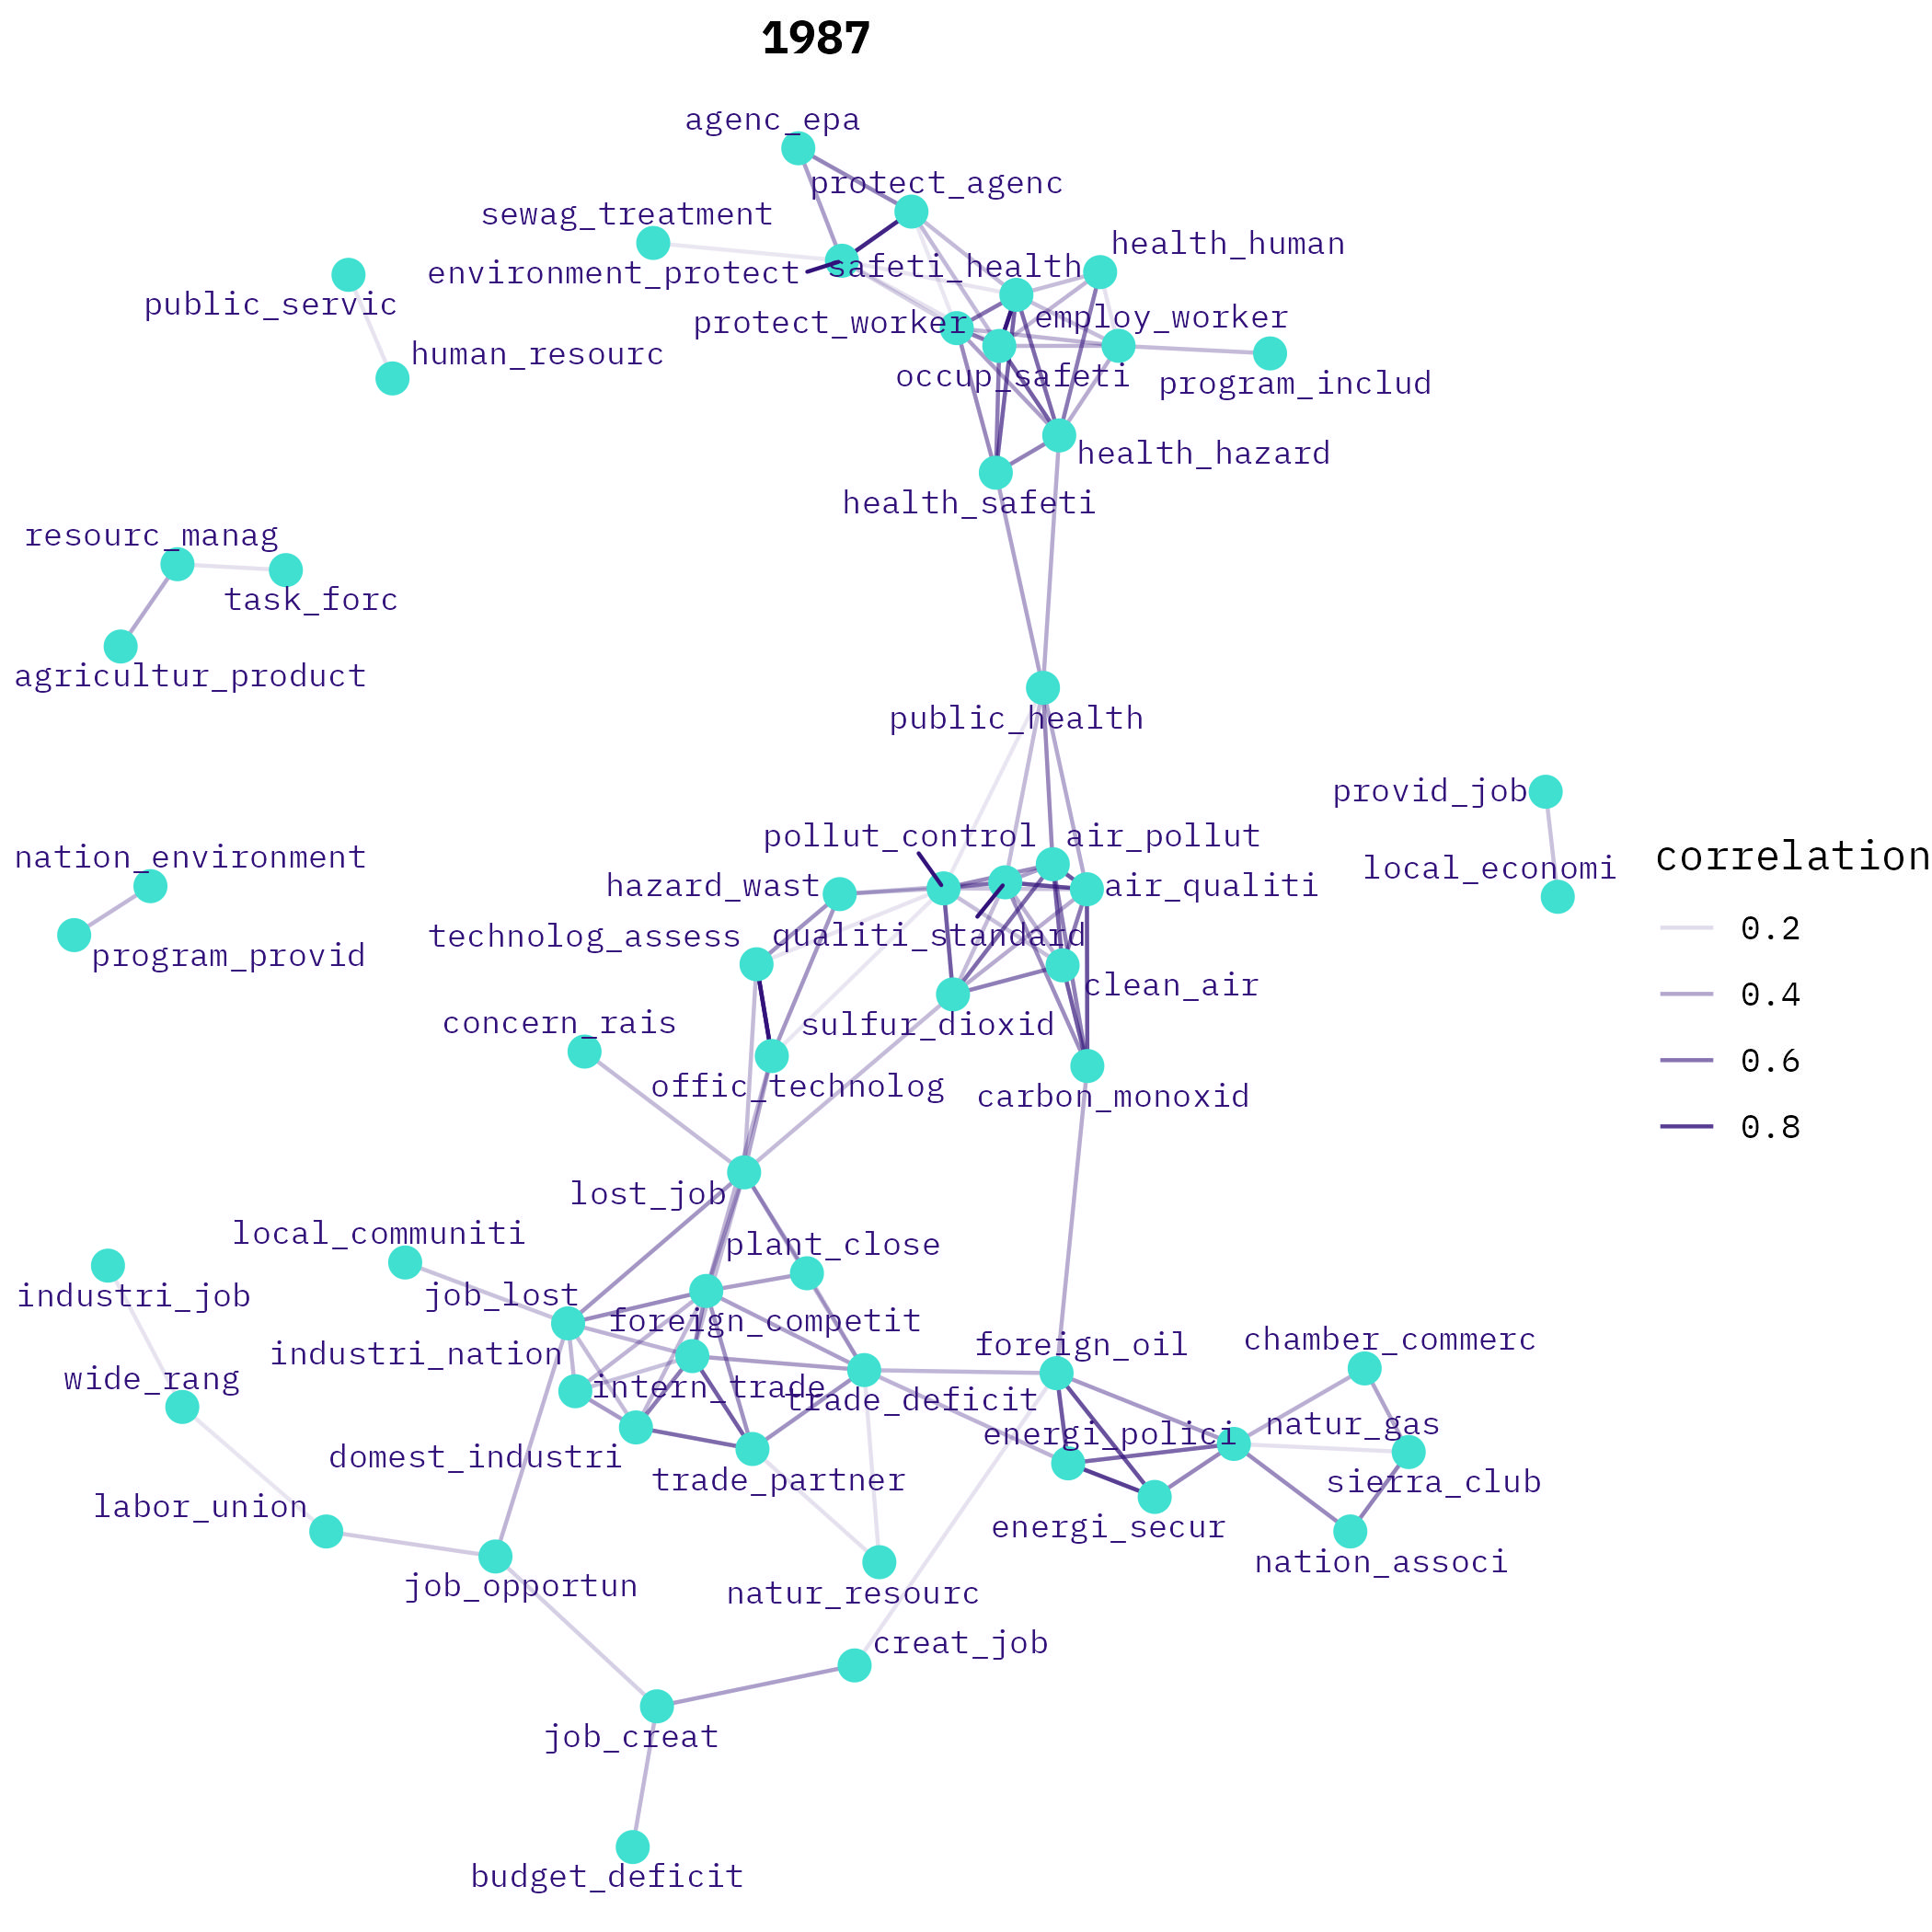 1987
agenc_epa
protect_agenc
sewag_treatment
health_human
environment_protect
safeti_health
public_servic
protect_worker
employ_worker
human_resourc
occup_safeti
program_includ
health_hazard
health_safeti
resourc_manag
task_forc
agricultur_product
public_health
provid_job
pollut_control
air_pollut
correlation
nation_environment
local_economi
hazard_wast
air_qualiti
0.2
technolog_assess
qualiti_standard
program_provid
clean_air
0.4
concern_rais
sulfur_dioxid
0.6
offic_technolog
carbon_monoxid
0.8
lost_job
local_communiti
plant_close
industri_job
job_lost
foreign_competit
foreign_oil
chamber_commerc
industri_nation
wide_rang
intern_trade
trade_deficit
natur_gas
energi_polici
domest_industri
trade_partner
sierra_club
labor_union
energi_secur
nation_associ
job_opportun
natur_resourc
creat_job
job_creat
budget_deficit